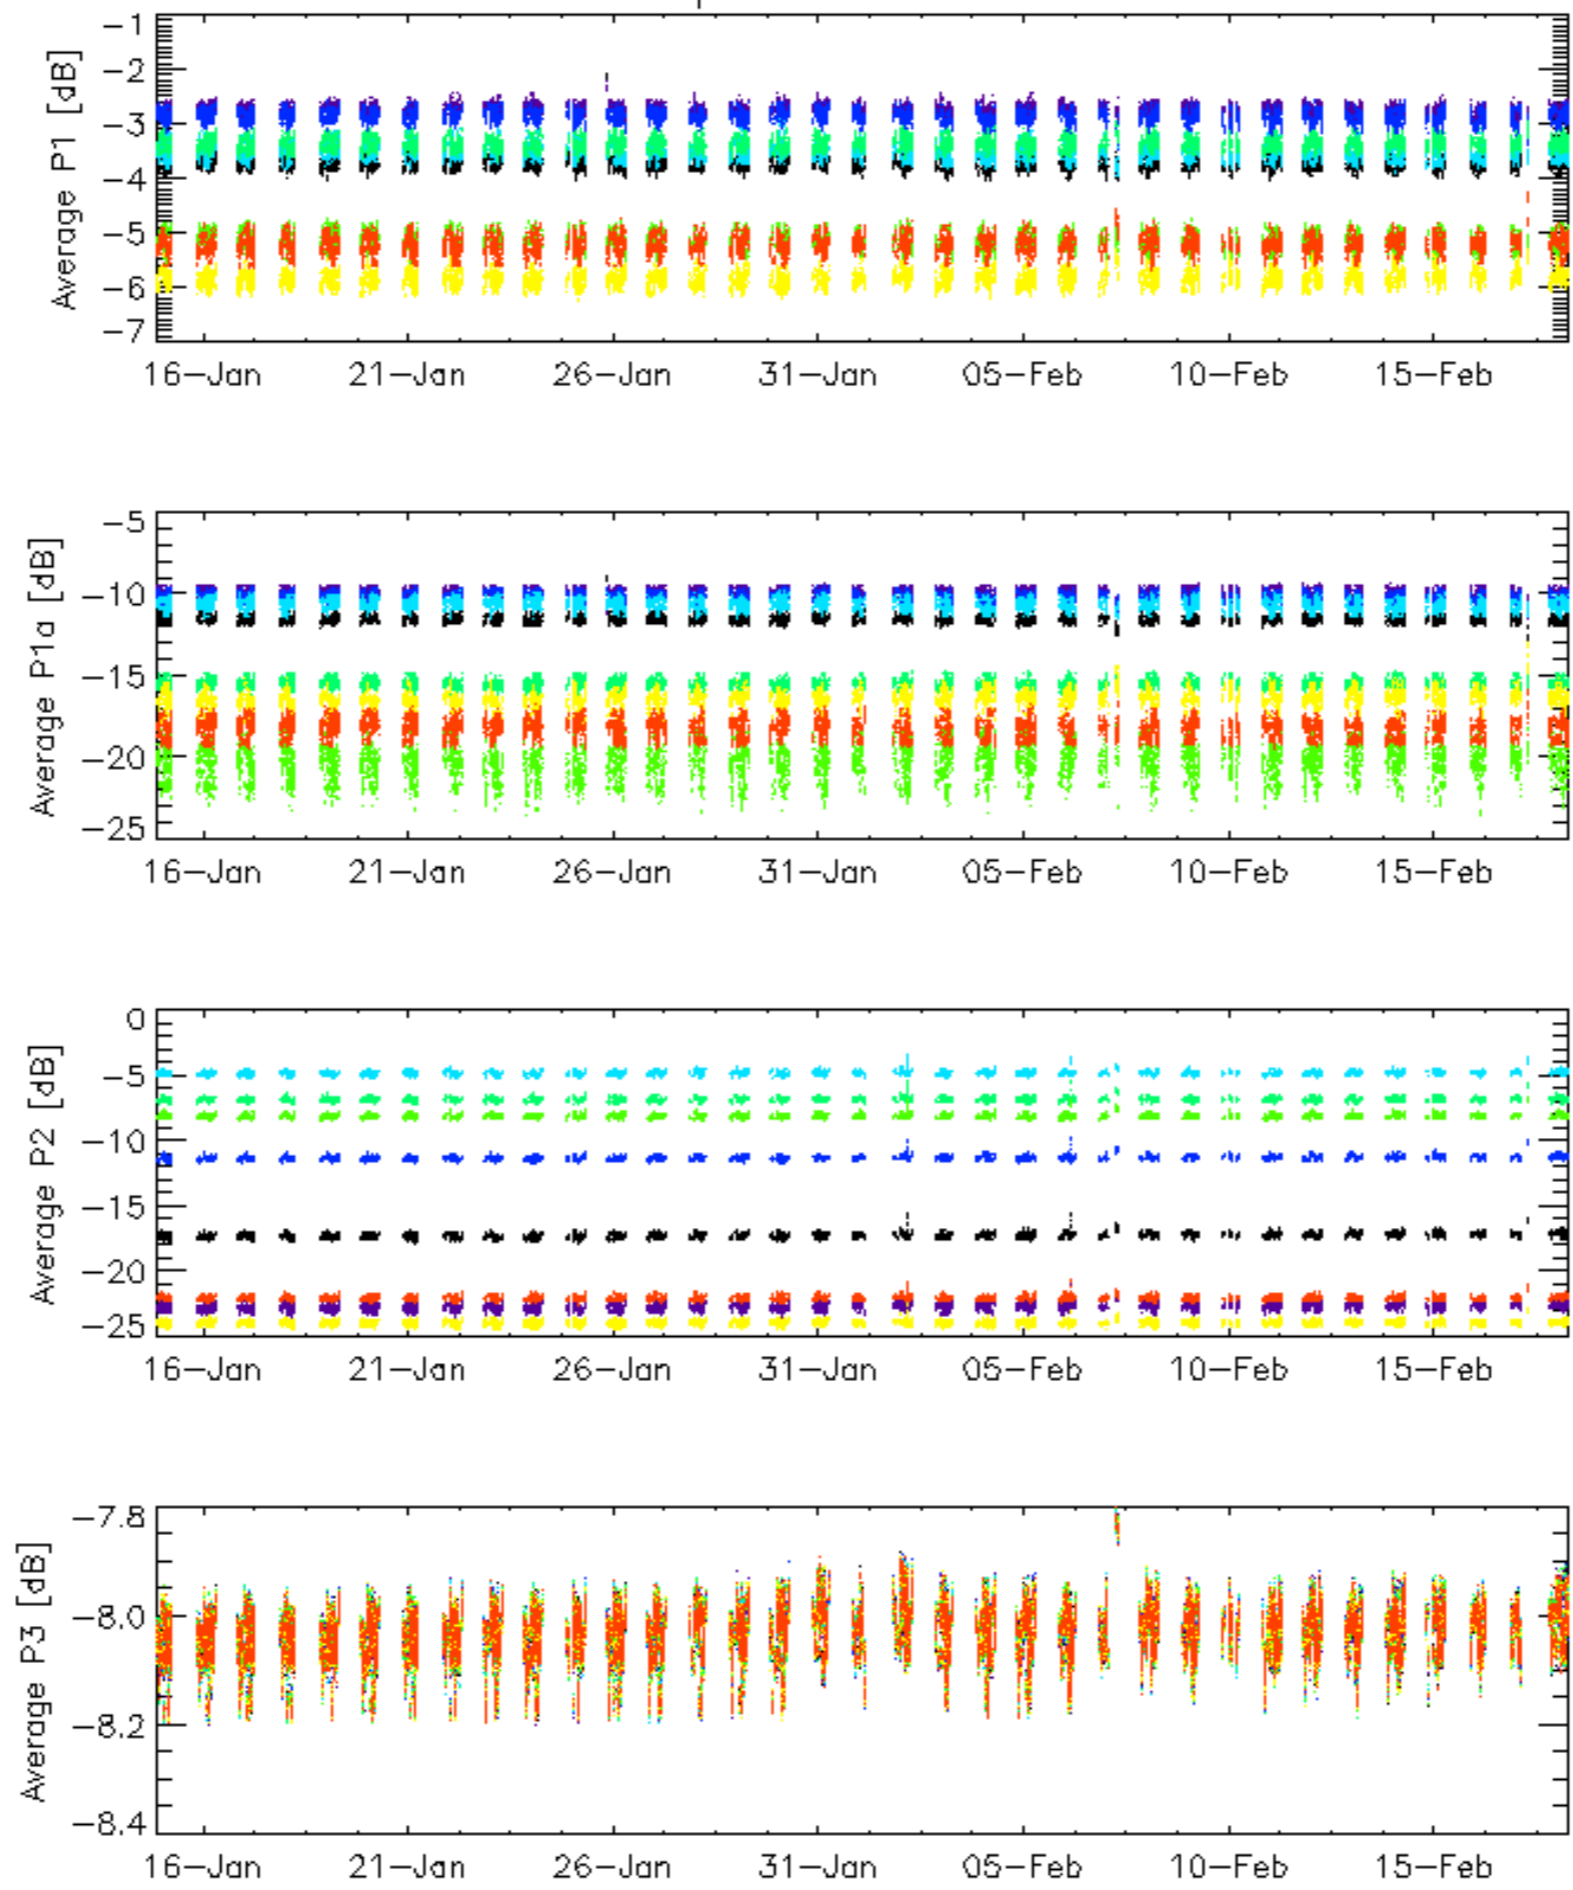 Average P1 [dB]
-1
-2
-3
-4
-5
-6
-7
16-Jan 21-Jan 26-Jan 31-Jan 05-Feb 10-Feb 15-Feb
Average P1a [dB]
-5
-10
-15
-20
-25
16-Jan 21-Jan 26-Jan 31-Jan 05-Feb 10-Feb 15-Feb
Average P2 [dB]
0
-5
-10
-15
-20
-25
16-Jan 21-Jan 26-Jan 31-Jan 05-Feb 10-Feb 15-Feb
Average P3 [dB]
-7.8
-8.0
-8.2
-8.4
16-Jan 21-Jan 26-Jan 31-Jan 05-Feb 10-Feb 15-Feb